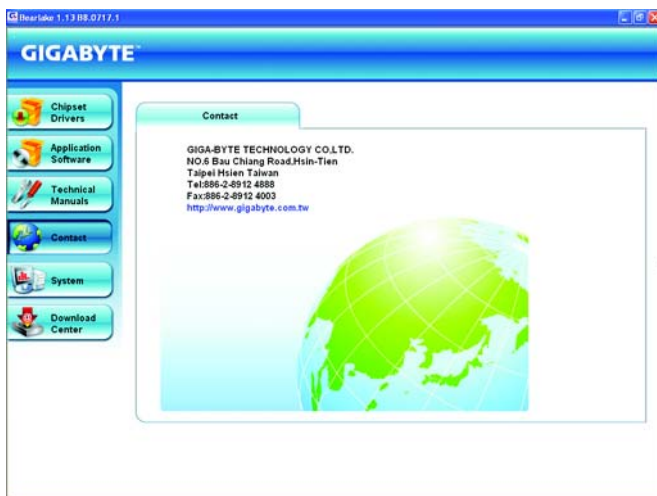 Bearlake 1.13 B8.0717.1
GIGABYTE™
Chipset
Drivers
Application
Software
Technical
Manuals
Contact
System
Download
Center
Contact
GIGA-BYTE TECHNOLOGY CO,LTD.
NO.6 Bau Chiang Road,Hsin-Tien
Taipei Hsien Taiwan
Tel:886-2-8912 4888
Fax:886-2-8912 4003
http://www.gigabyte.com.tw